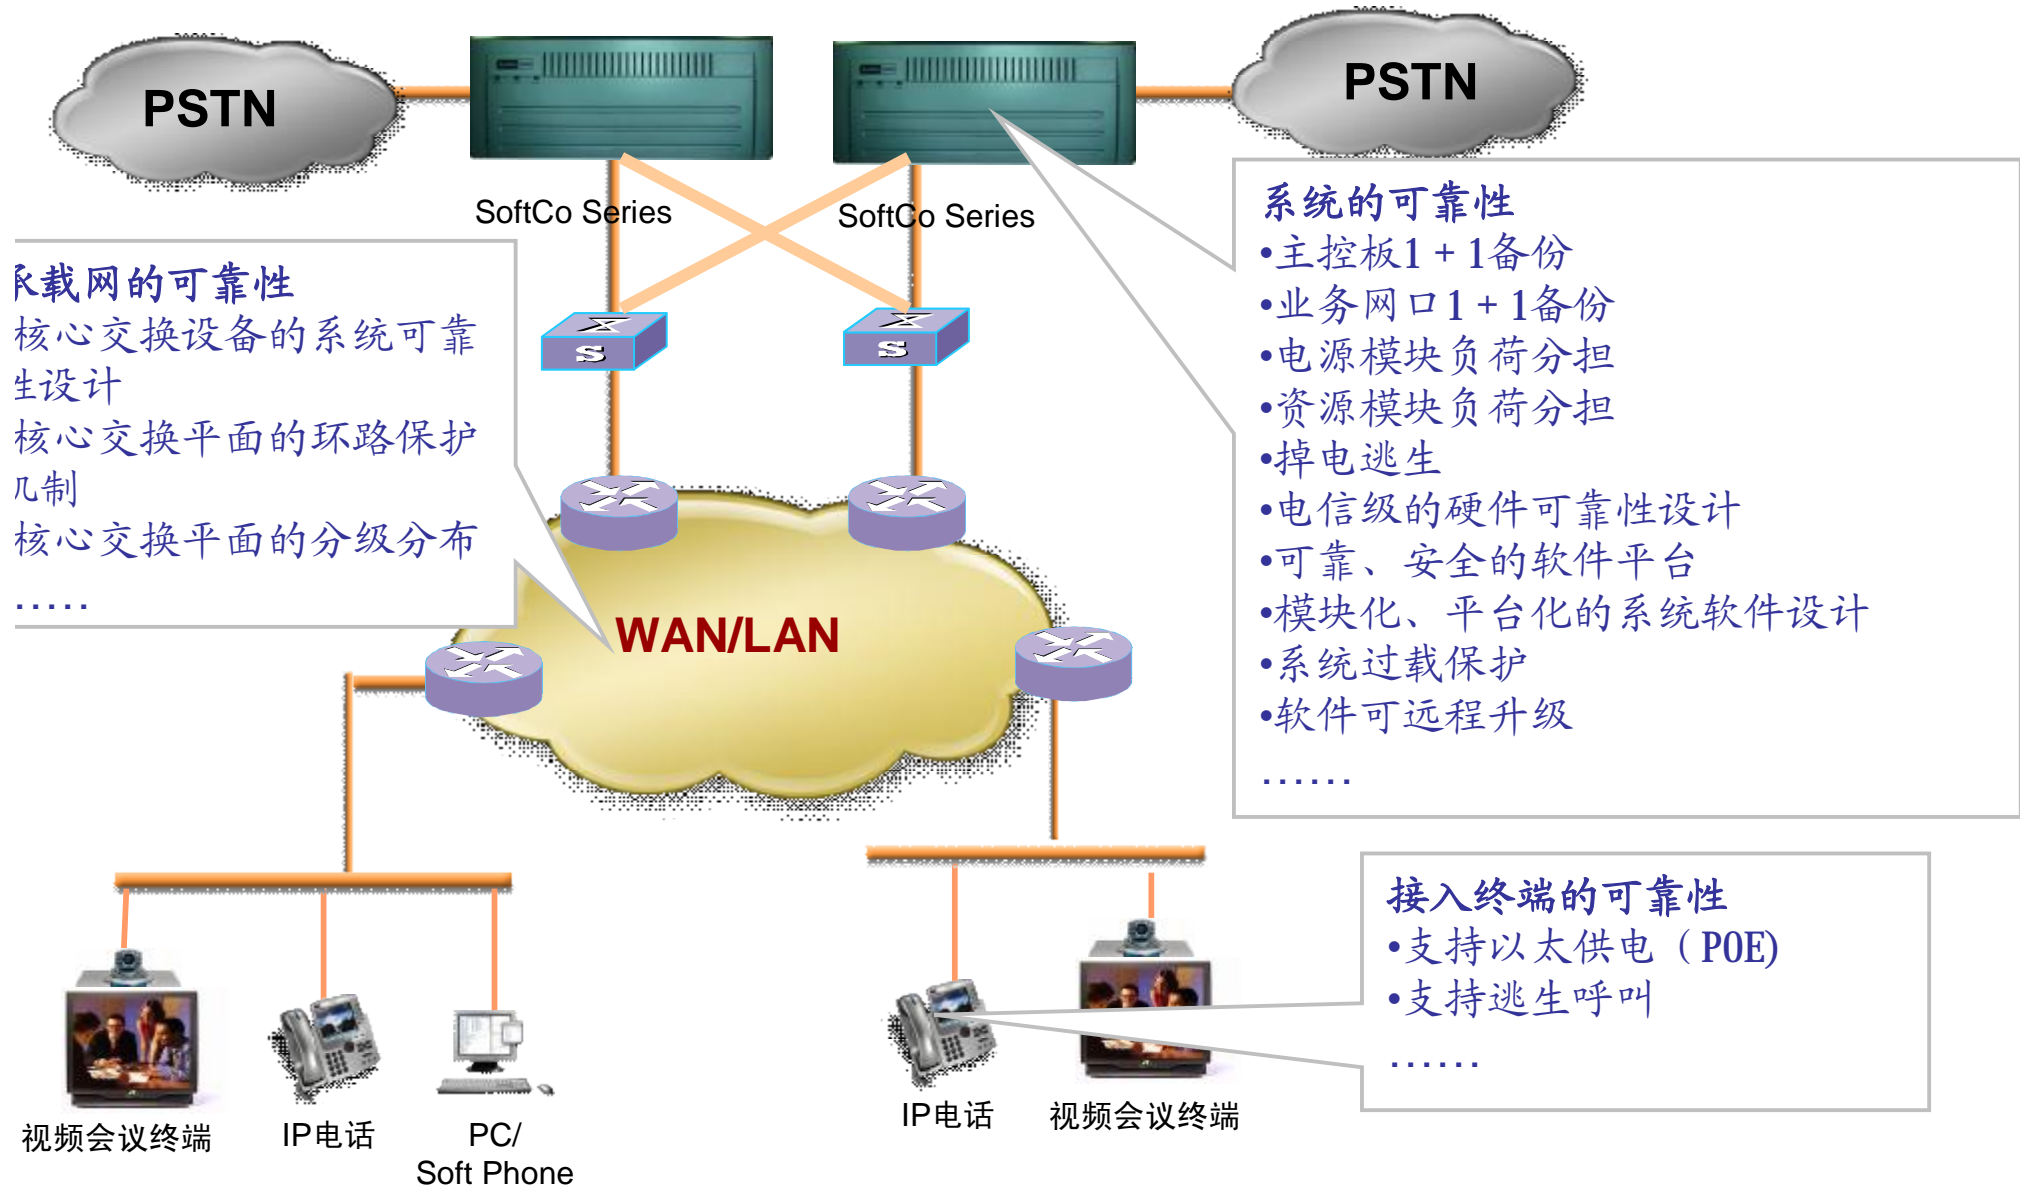 PSTN
PSTN
SoftCo Series
SoftCo Series
承载网的可靠性
核心交换设备的系统可靠
性设计
核心交换平面的环路保护
机制
核心交换平面的分级分布
……
系统的可靠性
•主控板1+1备份
•业务网口1+1备份
•电源模块负荷分担
•资源模块负荷分担
•掉电逃生
•电信级的硬件可靠性设计
•可靠、安全的软件平台
•模块化、平台化的系统软件设计
•系统过载保护
•软件可远程升级
……
S
S
WAN/LAN
接入终端的可靠性
•支持以太供电（POE)
•支持逃生呼叫
……
视频会议终端
IP电话
PC/
Soft Phone
IP电话
视频会议终端